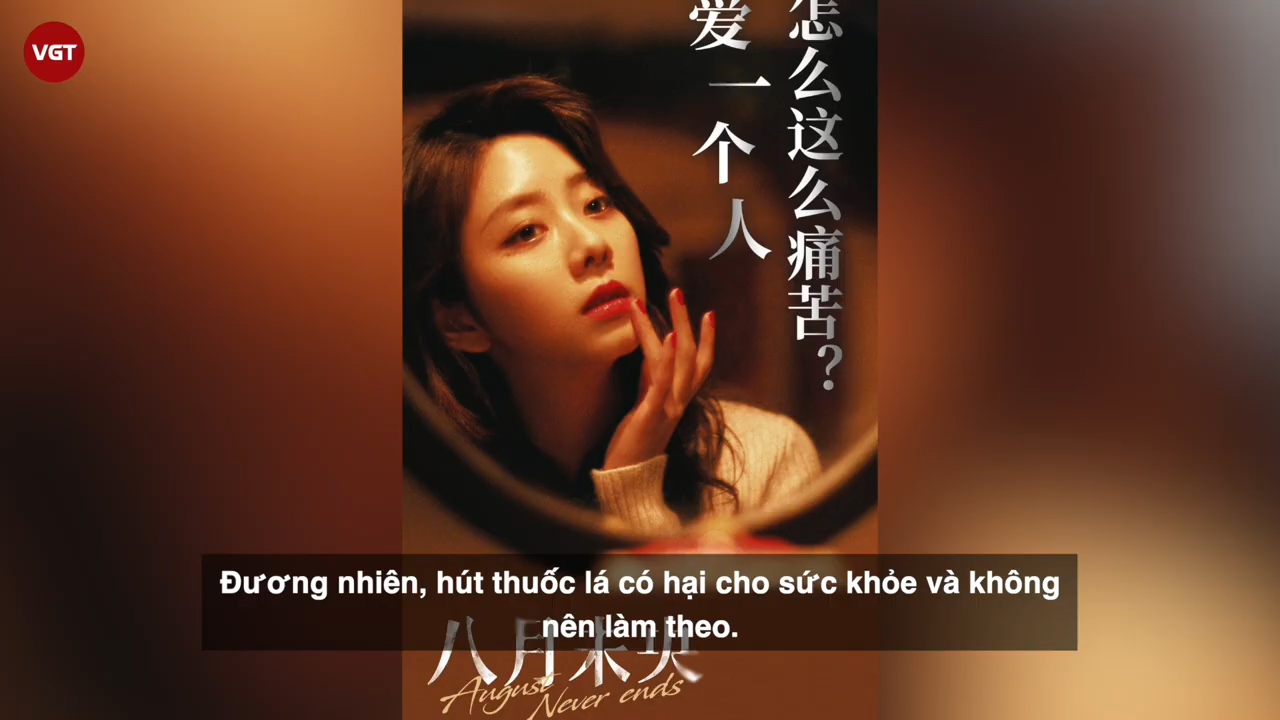 VGT
爱一个人
怎么这么痛苦?
Đương nhiên, hút thuốc lá có hại cho sức khỏe và không
nên làm theo.
八月未央
August
Never ends